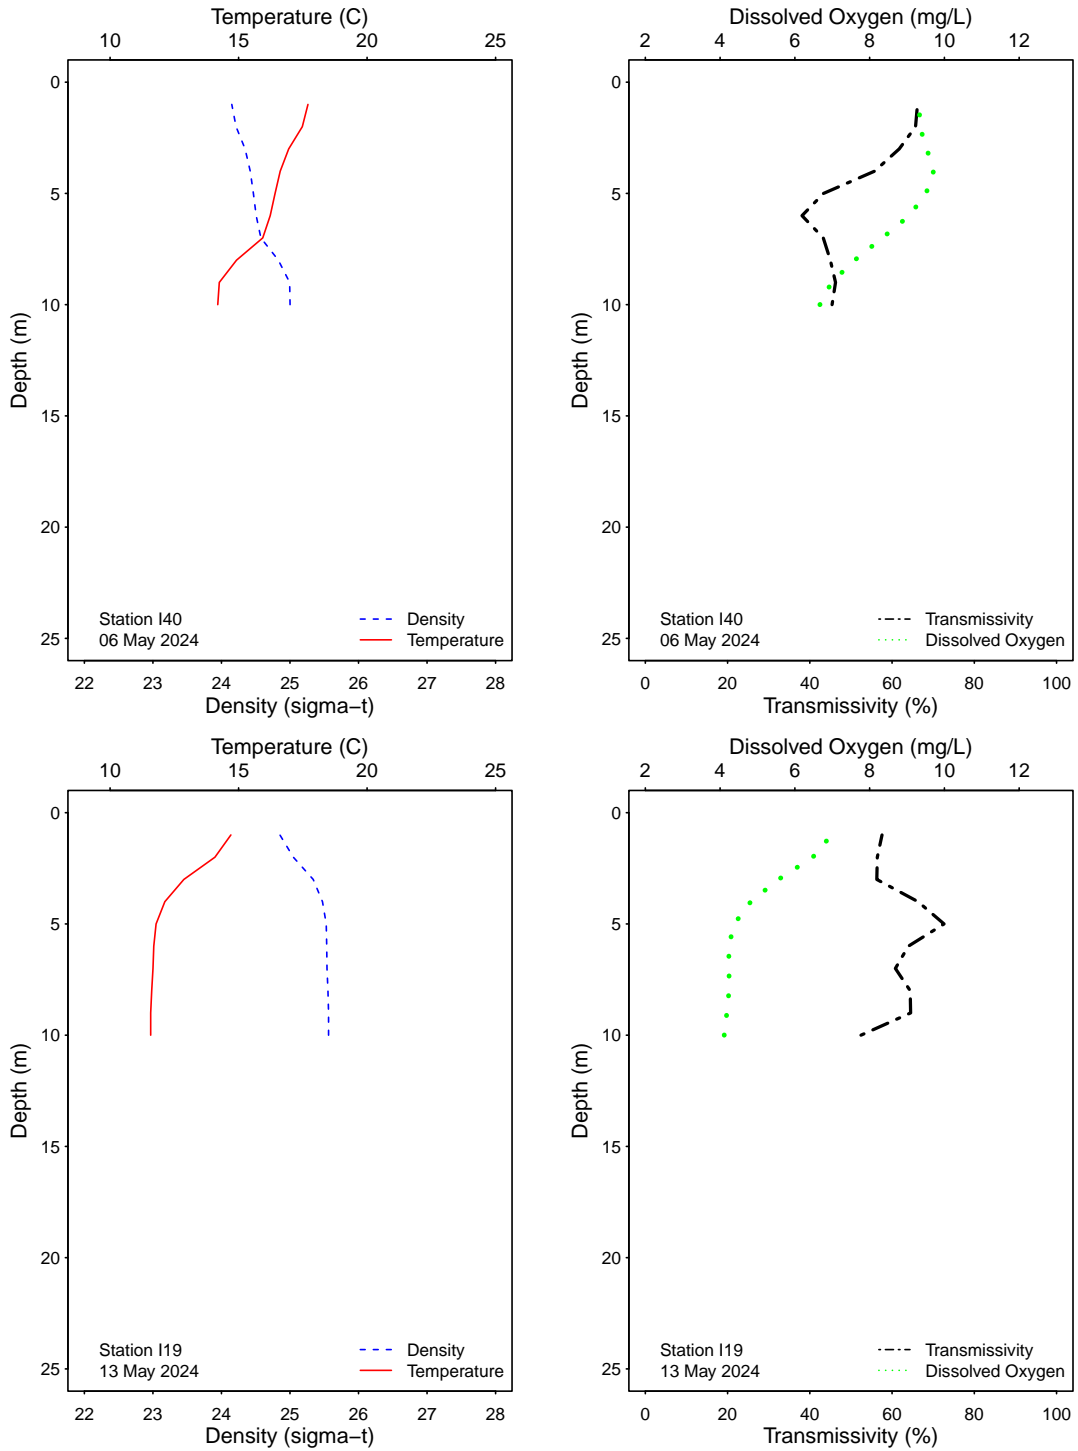 Temperature (C)
10 15 20 25
0
5
10
15
20
25
Depth (m)
Station I40
06 May 2024
Density
Temperature
22 23 24 25 26 27 28
Density (sigma−t)
Dissolved Oxygen (mg/L)
2 4 6 8 10 12
0
5
10
15
20
25
Depth (m)
Station I40
06 May 2024
Transmissivity
Dissolved Oxygen
0 20 40 60 80 100
Transmissivity (%)
Temperature (C)
10 15 20 25
0
5
10
15
20
25
Depth (m)
Station I19
13 May 2024
Density
Temperature
22 23 24 25 26 27 28
Density (sigma−t)
Dissolved Oxygen (mg/L)
2 4 6 8 10 12
0
5
10
15
20
25
Depth (m)
Station I19
13 May 2024
Transmissivity
Dissolved Oxygen
0 20 40 60 80 100
Transmissivity (%)